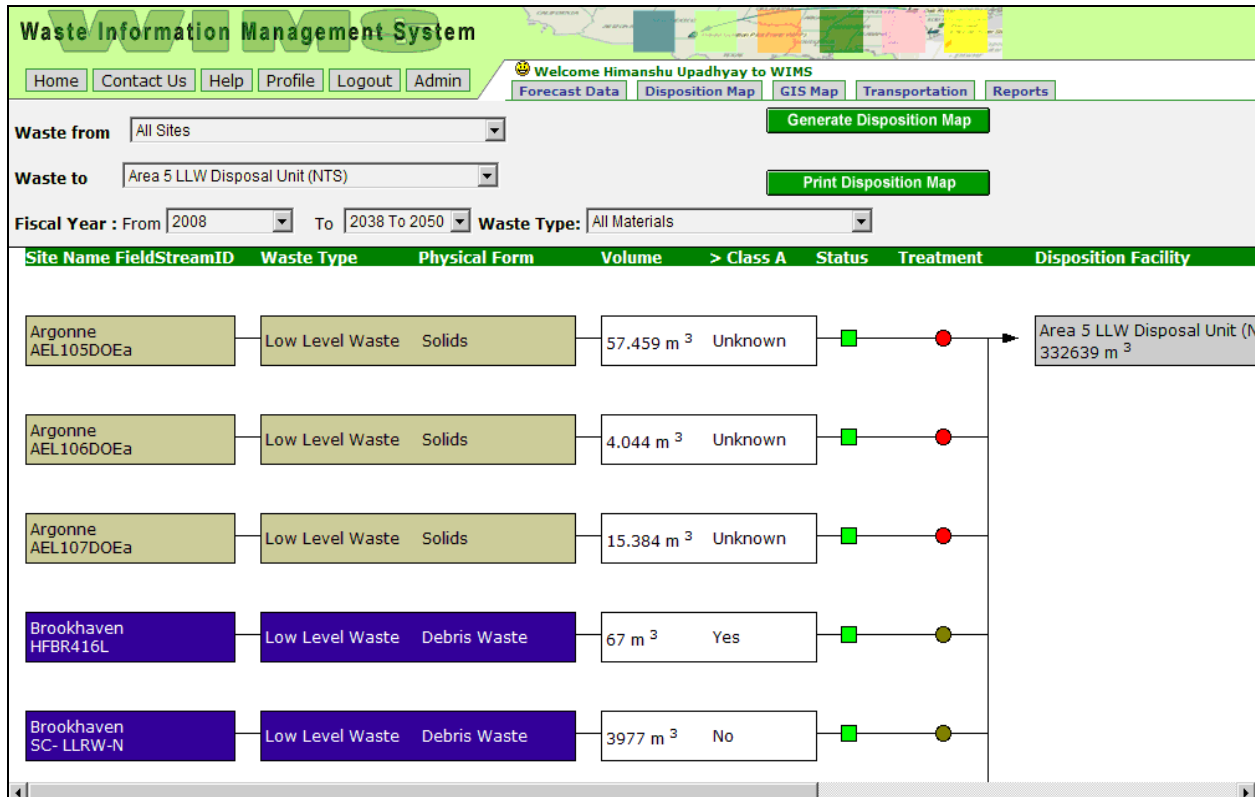 Waste Information Management System
Home Contact Us Help Profile Logout Admin
Welcome Himanshu Upadhyay to WIMS
Forecast Data Disposition Map GIS Map Transportation Reports
Waste from All Sites
Generate Disposition Map
Waste to Area 5 LLW Disposal Unit (NTS)
Print Disposition Map
Fiscal Year : From 2008 To 2038 To 2050 Waste Type: All Materials
Site Name FieldStreamID Waste Type Physical Form Volume > Class A Status Treatment Disposition Facility
Argonne
AEL105DOEa
Low Level Waste Solids
57.459 m 3 Unknown
Area 5 LLW Disposal Unit (N
332639 m 3
Argonne
AEL106DOEa
Low Level Waste Solids
4.044 m 3 Unknown
Argonne
AEL107DOEa
Low Level Waste Solids
15.384 m 3 Unknown
Brookhaven
HFBR416L
Low Level Waste Debris Waste
67 m 3 Yes
Brookhaven
SC- LLRW-N
Low Level Waste Debris Waste
3977 m 3 No